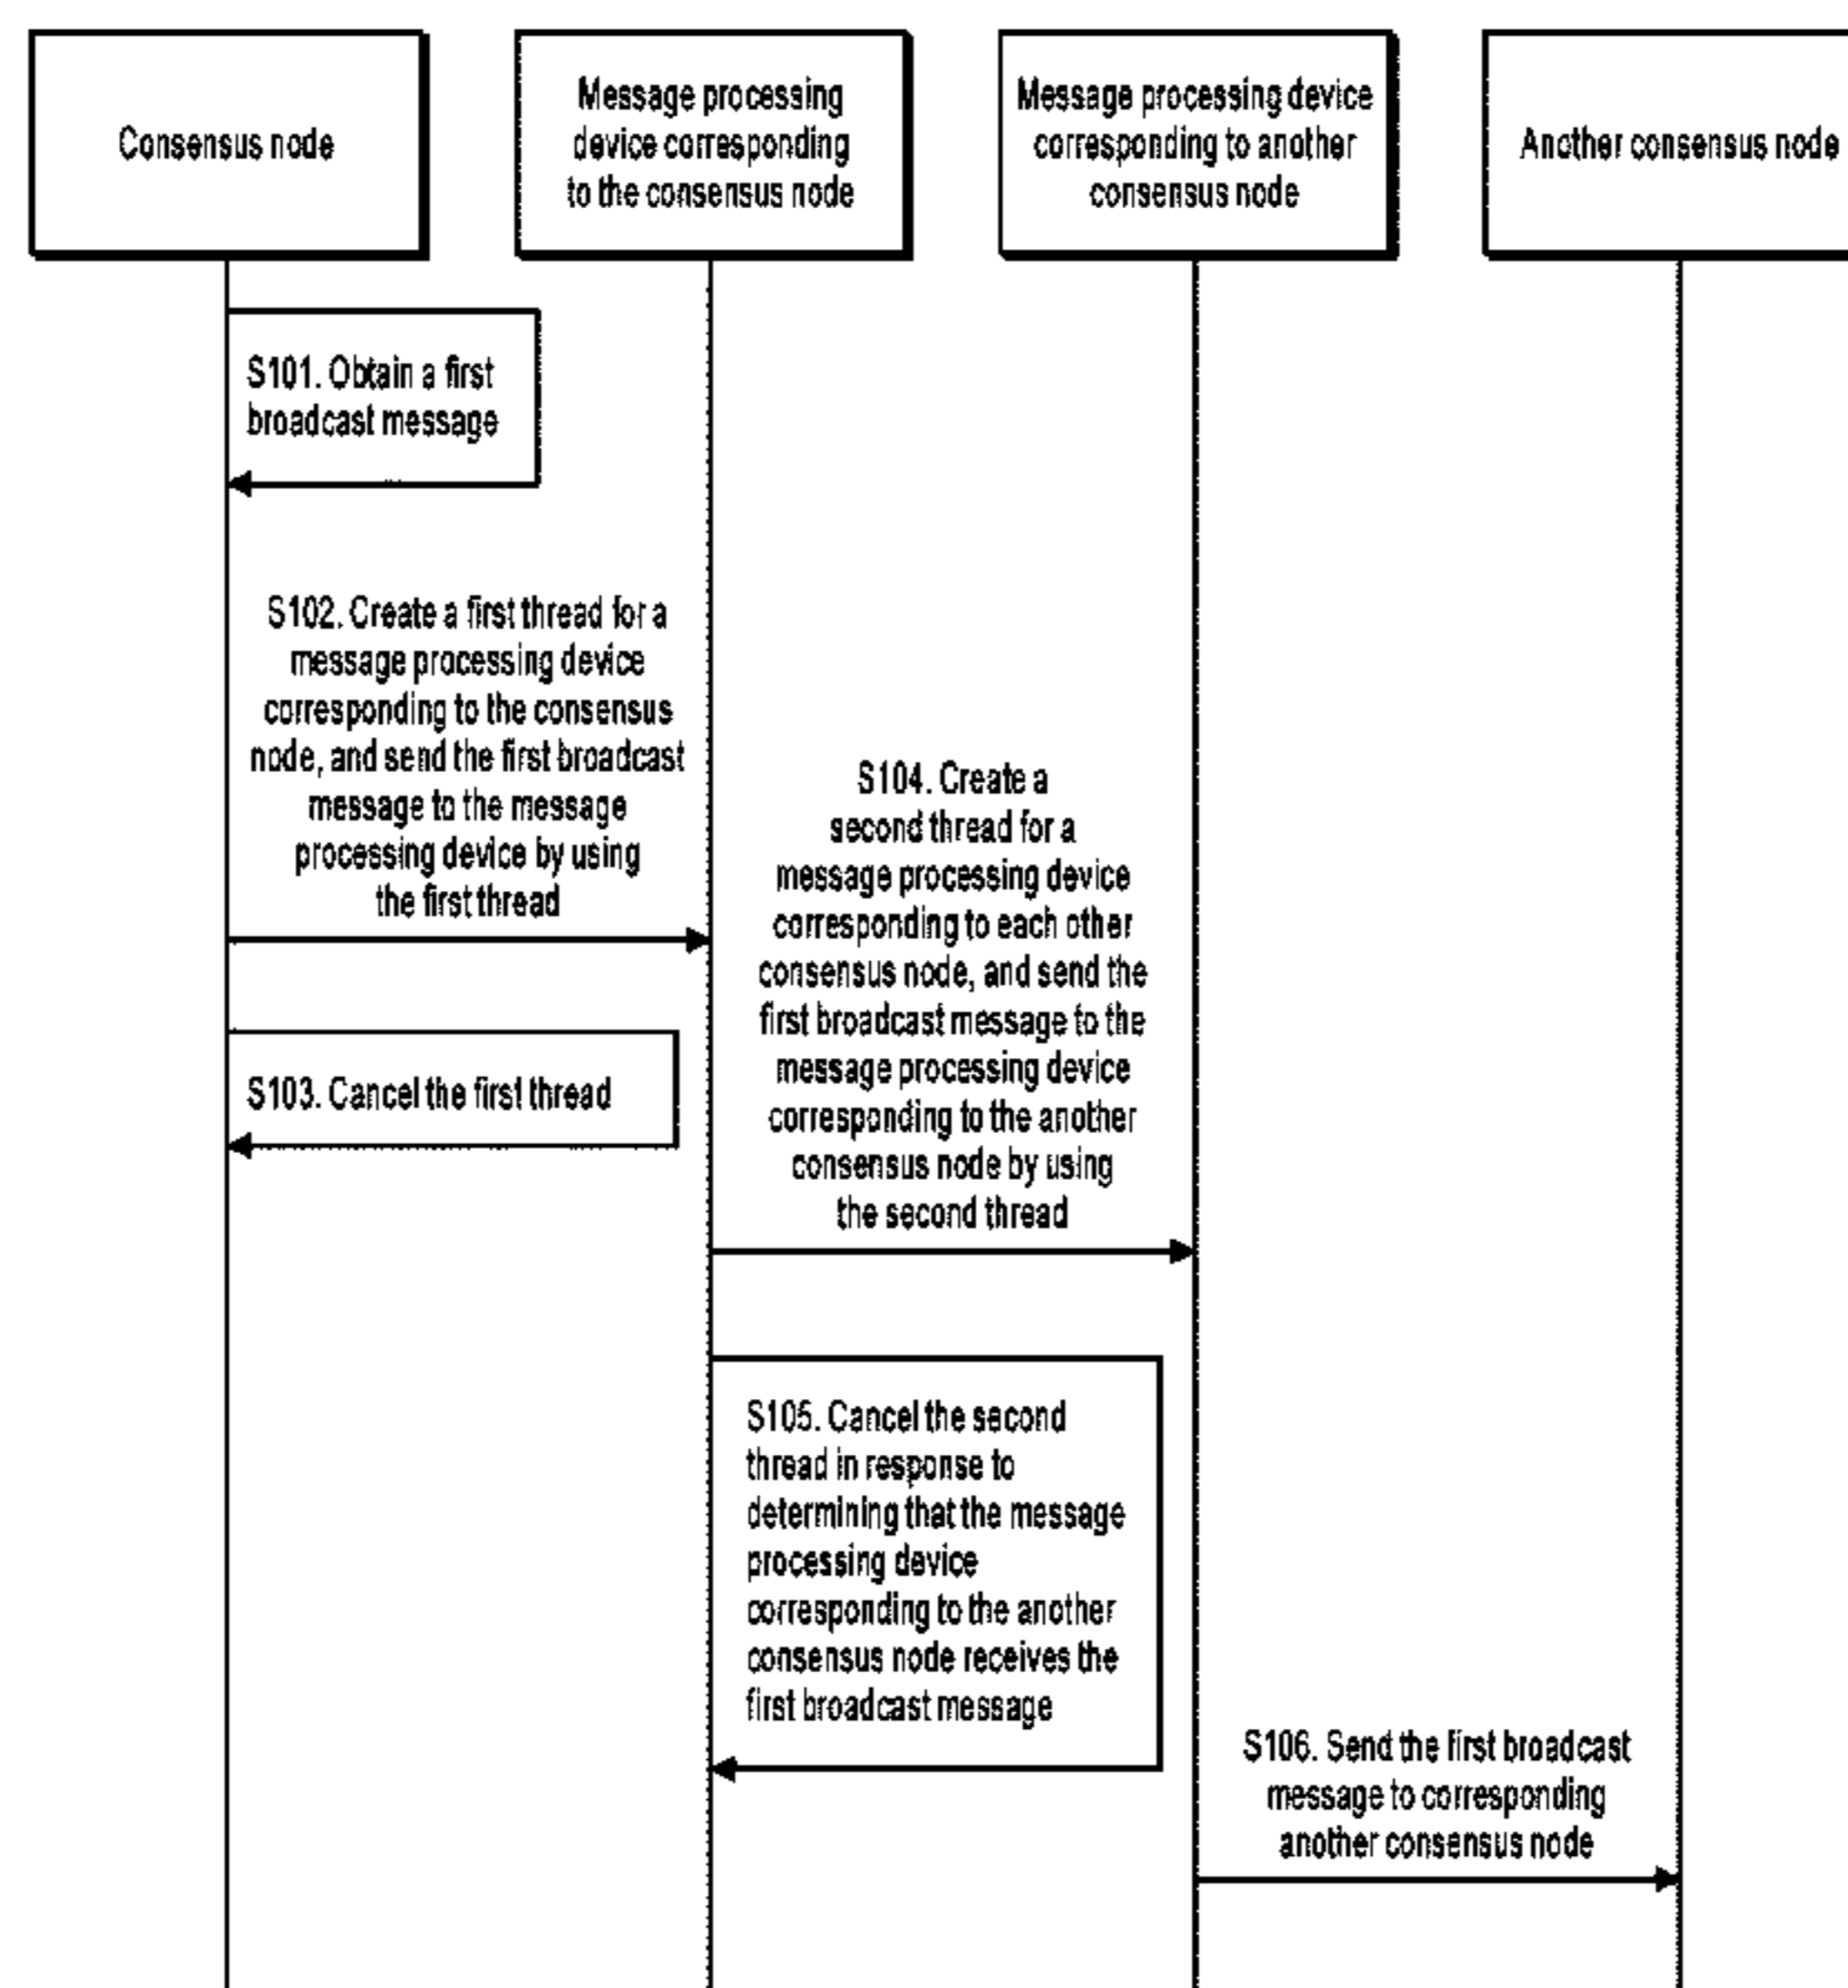 Consensus node
Message processing
device corresponding
to the consensus node
Message processing device
corresponding to another
consensus node
Another consensus node
S101. Obtain a first
broadcast message
S102. Create a first thread for a
message processing device
corresponding to the consensus
node, and send the first broadcast
message to the message
processing device by using
the first thread
S103. Cancel the first thread
S104. Create a
second thread for a
message processing device
corresponding to each other
consensus node, and send the
first broadcast message to the
message processing device
corresponding to the another
consensus node by using
the second thread
S105. Cancel the second
thread in response to
determining that the message
processing device
corresponding to the another
consensus node receives the
first broadcast message
S106. Send the first broadcast
message to corresponding
another consensus node